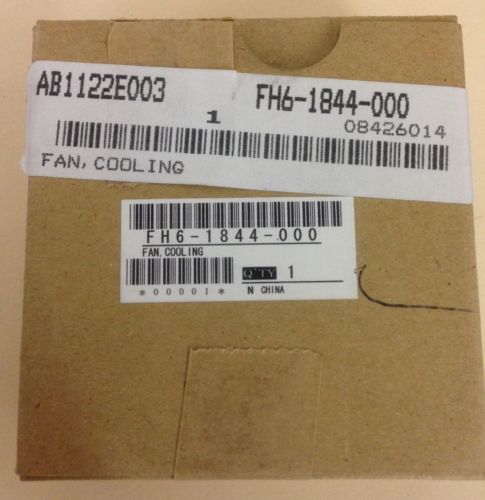 AB1122E003 FH6-1844-000
1 08426014
FAN, COOLING
FH6-1844-000
FAN, COOLING
Q'TY 1
*00001* N CHINA